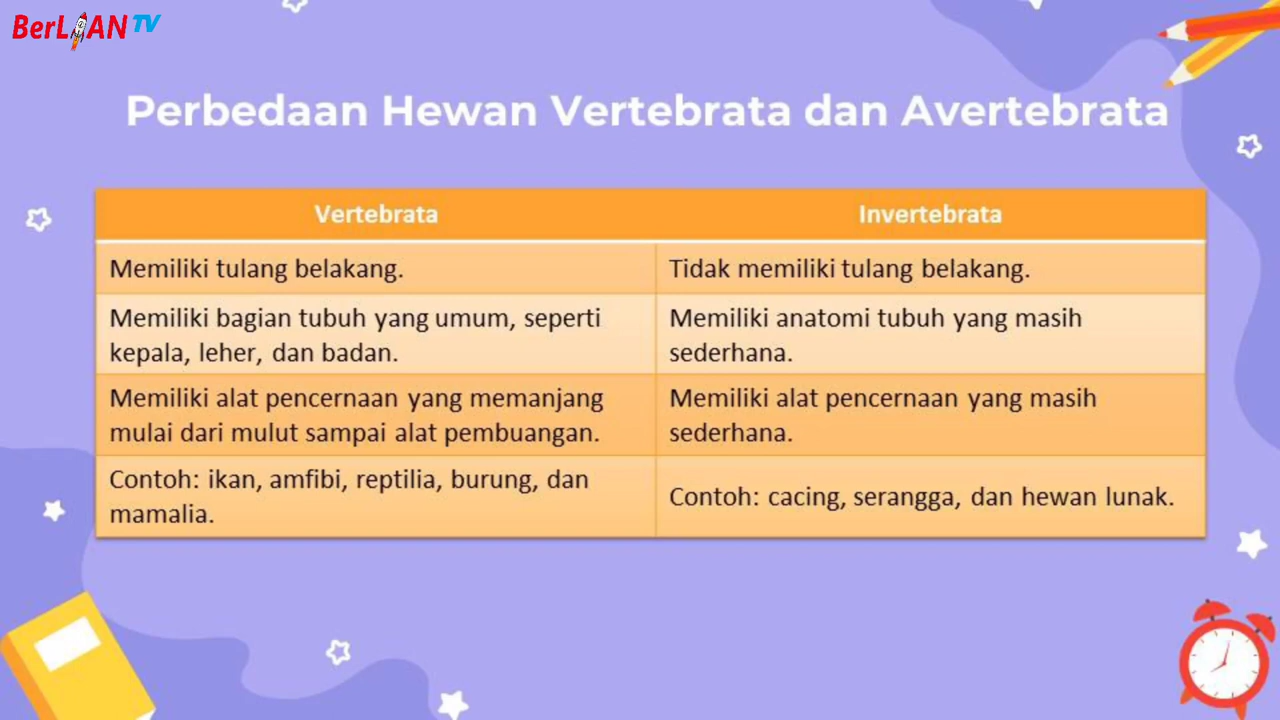 BerLIAN TV
Perbedaan Hewan Vertebrata dan Avertebrata
Vertebrata
Invertebrata
Memiliki tulang belakang.
Tidak memiliki tulang belakang.
Memiliki bagian tubuh yang umum, seperti
kepala, leher, dan badan.
Memiliki anatomi tubuh yang masih
sederhana.
Memiliki alat pencernaan yang memanjang
mulai dari mulut sampai alat pembuangan.
Memiliki alat pencernaan yang masih
sederhana.
Contoh: ikan, amfibi, reptilia, burung, dan
mamalia.
Contoh: cacing, serangga, dan hewan lunak.